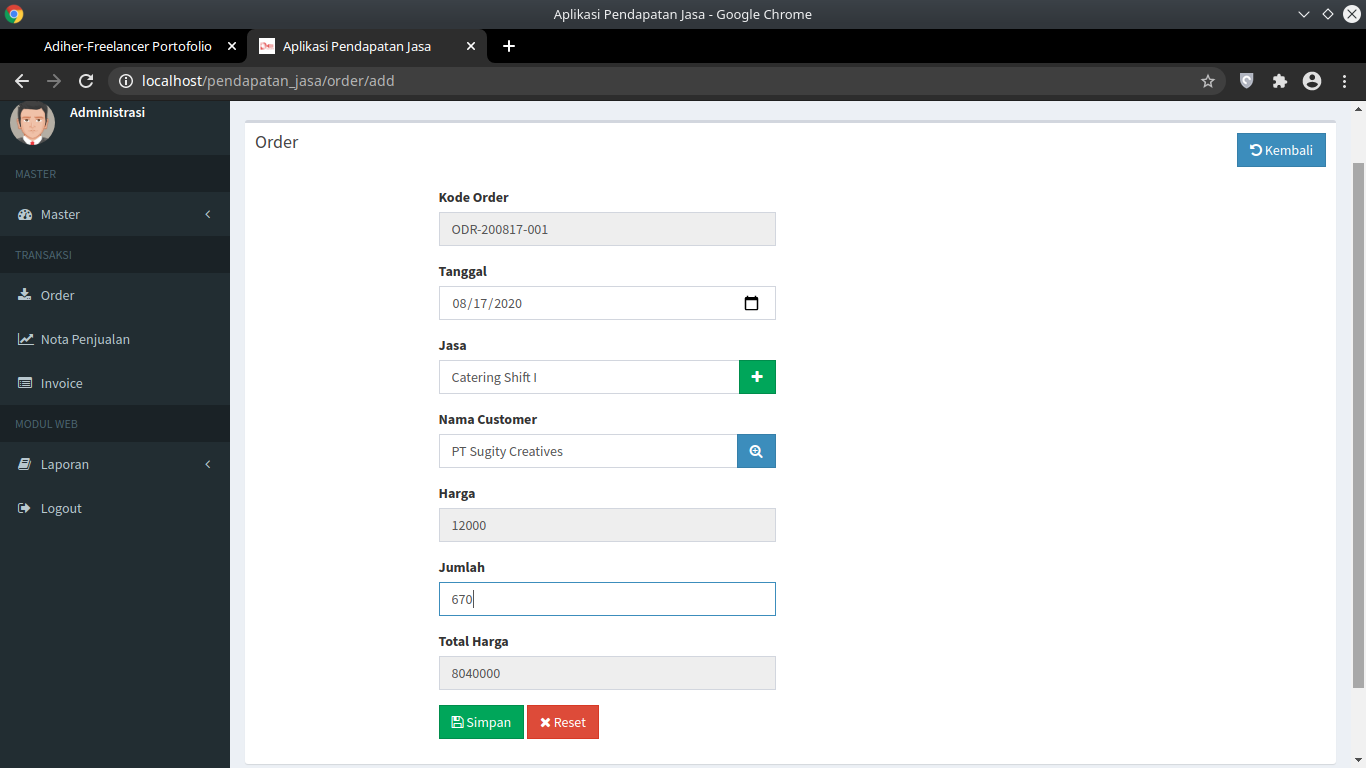 Aplikasi Pendapatan Jasa - Google Chrome
Adiher-Freelancer Portofolio
Aplikasi Pendapatan Jasa
localhost/pendapatan_jasa/order/add
Administrasi
MASTER
Master
TRANSAKSI
Order
Nota Penjualan
Invoice
MODUL WEB
Laporan
Logout
Order
Kembali
Kode Order
ODR-200817-001
Tanggal
08/17/2020
Jasa
Catering Shift I
Nama Customer
PT Sugity Creatives
Harga
12000
Jumlah
670
Total Harga
8040000
Simpan
Reset